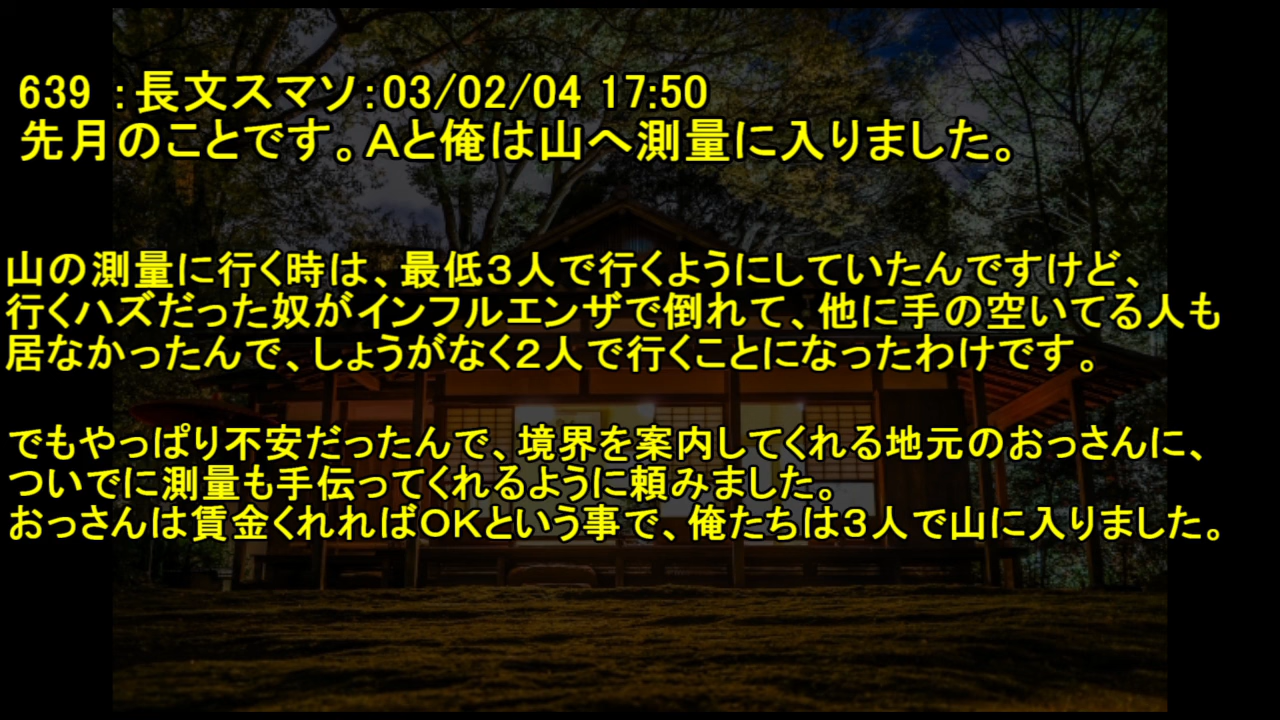 639 ：長文スマソ：03/02/04 17:50
先月のことです。Ａと俺は山へ測量に入りました。
山の測量に行く時は、最低３人で行くようにしていたんですけど、
行くハズだった奴がインフルエンザで倒れて、他に手の空いてる人も
居なかったんで、しょうがなく２人で行くことになったわけです。
でもやっぱり不安だったんで、境界を案内してくれる地元のおっさんに、
ついでに測量も手伝ってくれるように頼みました。
おっさんは賃金くれればＯＫという事で、俺たちは３人で山に入りました。